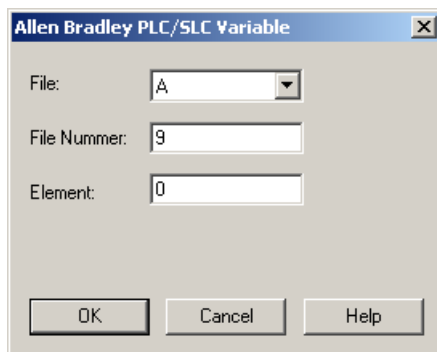 Allen Bradley PLC/SLC Variable
File: A
File Nummer: 9
Element: 0
OK Cancel Help